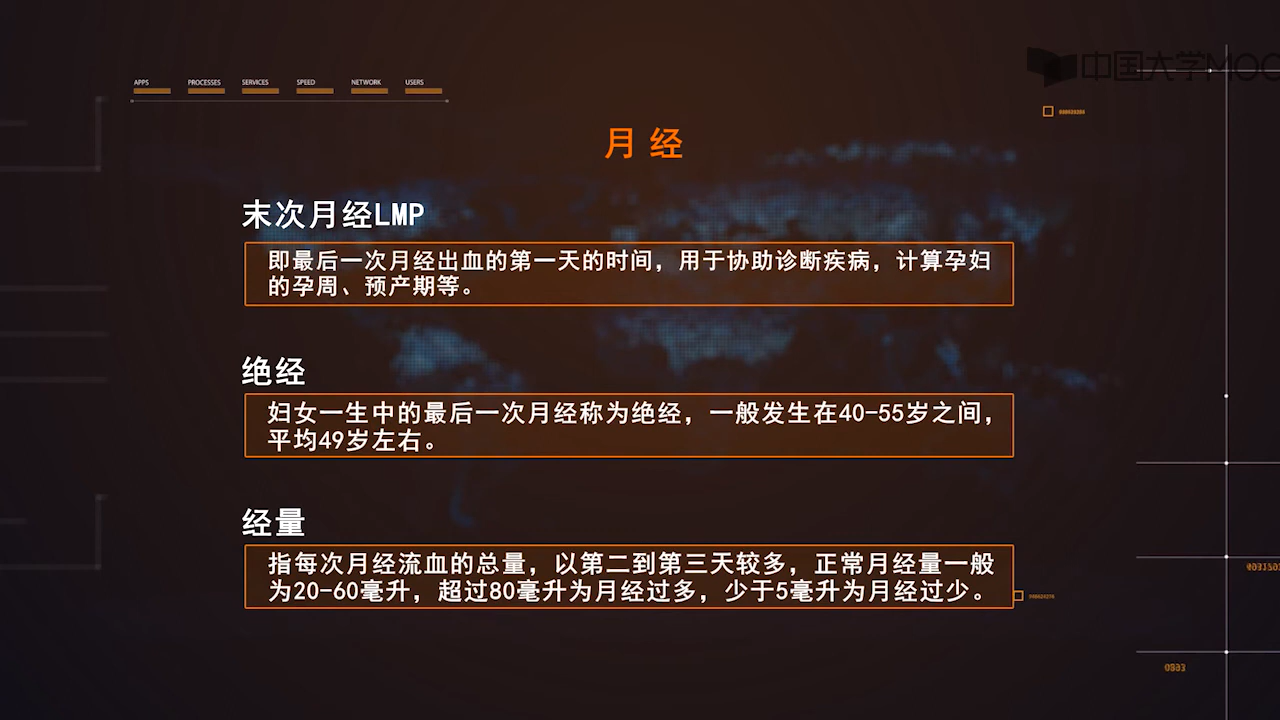 中国大学MOO
APPS PROCESSES SERVICES SPEED NETWORK USERS
月经
末次月经LMP
即最后一次月经出血的第一天的时间，用于协助诊断疾病，计算孕妇
的孕周、预产期等。
绝经
妇女一生中的最后一次月经称为绝经，一般发生在40-55岁之间，
平均49岁左右。
经量
指每次月经流血的总量，以第二到第三天较多，正常月经量一般
为20-60毫升，超过80毫升为月经过多，少于5毫升为月经过少。